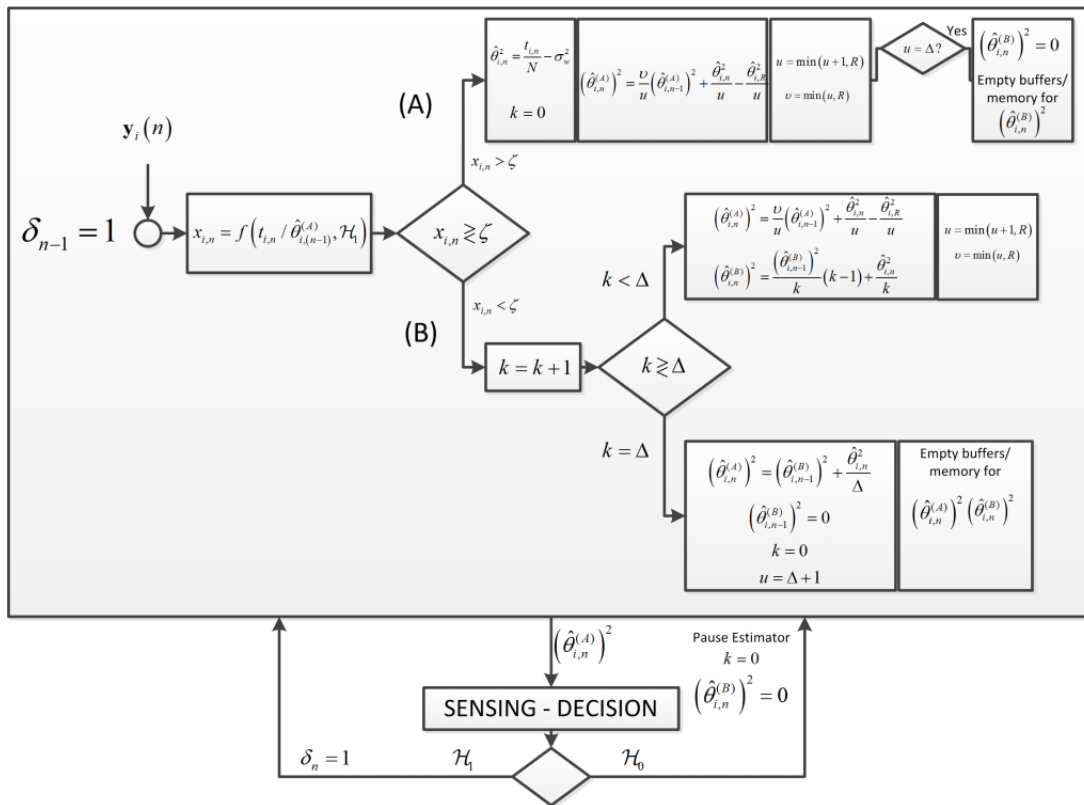 (A)
y_i(n)
δ_{n-1} = 1
x_{i,n} = f(t_{i,n} / θ̂^{(A)}_{i,(n-1)}, ℋ_1)
x_{i,n} ≷ ζ
x_{i,n} > ζ
θ̂²_{i,n} = t_{i,n}/N − σ²_w
k = 0
(θ̂^{(A)}_{i,n})² = υ/u (θ̂^{(A)}_{i,n-1})² + θ̂²_{i,n}/u − θ̂²_{i,R}/u
u = min(u+1, R)
υ = min(u, R)
u = Δ?
Yes
(θ̂^{(B)}_{i,n})² = 0
Empty buffers/
memory for
(θ̂^{(B)}_{i,n})²
x_{i,n} < ζ
(B)
k = k + 1
k ≷ Δ
k < Δ
(θ̂^{(A)}_{i,n})² = υ/u (θ̂^{(A)}_{i,n-1})² + θ̂²_{i,n}/u − θ̂²_{i,R}/u
(θ̂^{(B)}_{i,n})² = (θ̂^{(B)}_{i,n-1})²/k (k−1) + θ̂²_{i,n}/k
u = min(u+1, R)
υ = min(u, R)
k = Δ
(θ̂^{(A)}_{i,n})² = (θ̂^{(B)}_{i,n-1})² + θ̂²_{i,n}/Δ
(θ̂^{(B)}_{i,n-1})² = 0
k = 0
u = Δ + 1
Empty buffers/
memory for
(θ̂^{(A)}_{i,n})² (θ̂^{(B)}_{i,n})²
(θ̂^{(A)}_{i,n})²
Pause Estimator
k = 0
(θ̂^{(B)}_{i,n})² = 0
SENSING - DECISION
δ_n = 1
ℋ_1
ℋ_0